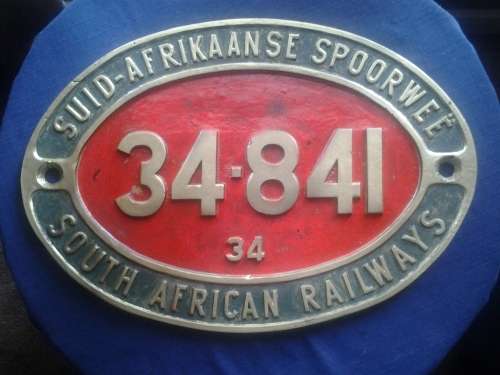 SUID-AFRIKAANSE SPOORWEË
34-841
34
SOUTH AFRICAN RAILWAYS